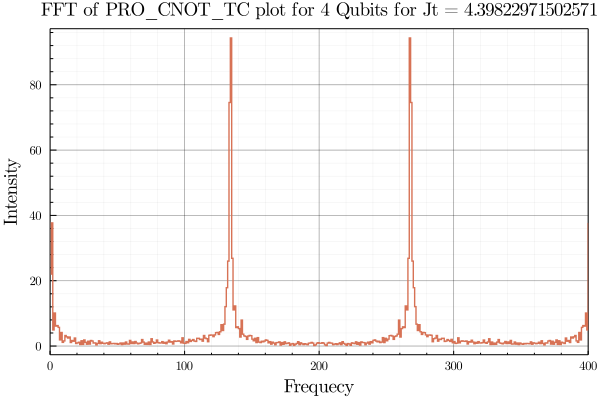 FFT of PRO_CNOT_TC plot for 4 Qubits for Jt = 4.39822971502571
Intensity
80
60
40
20
0
0 100 200 300 400
Frequecy